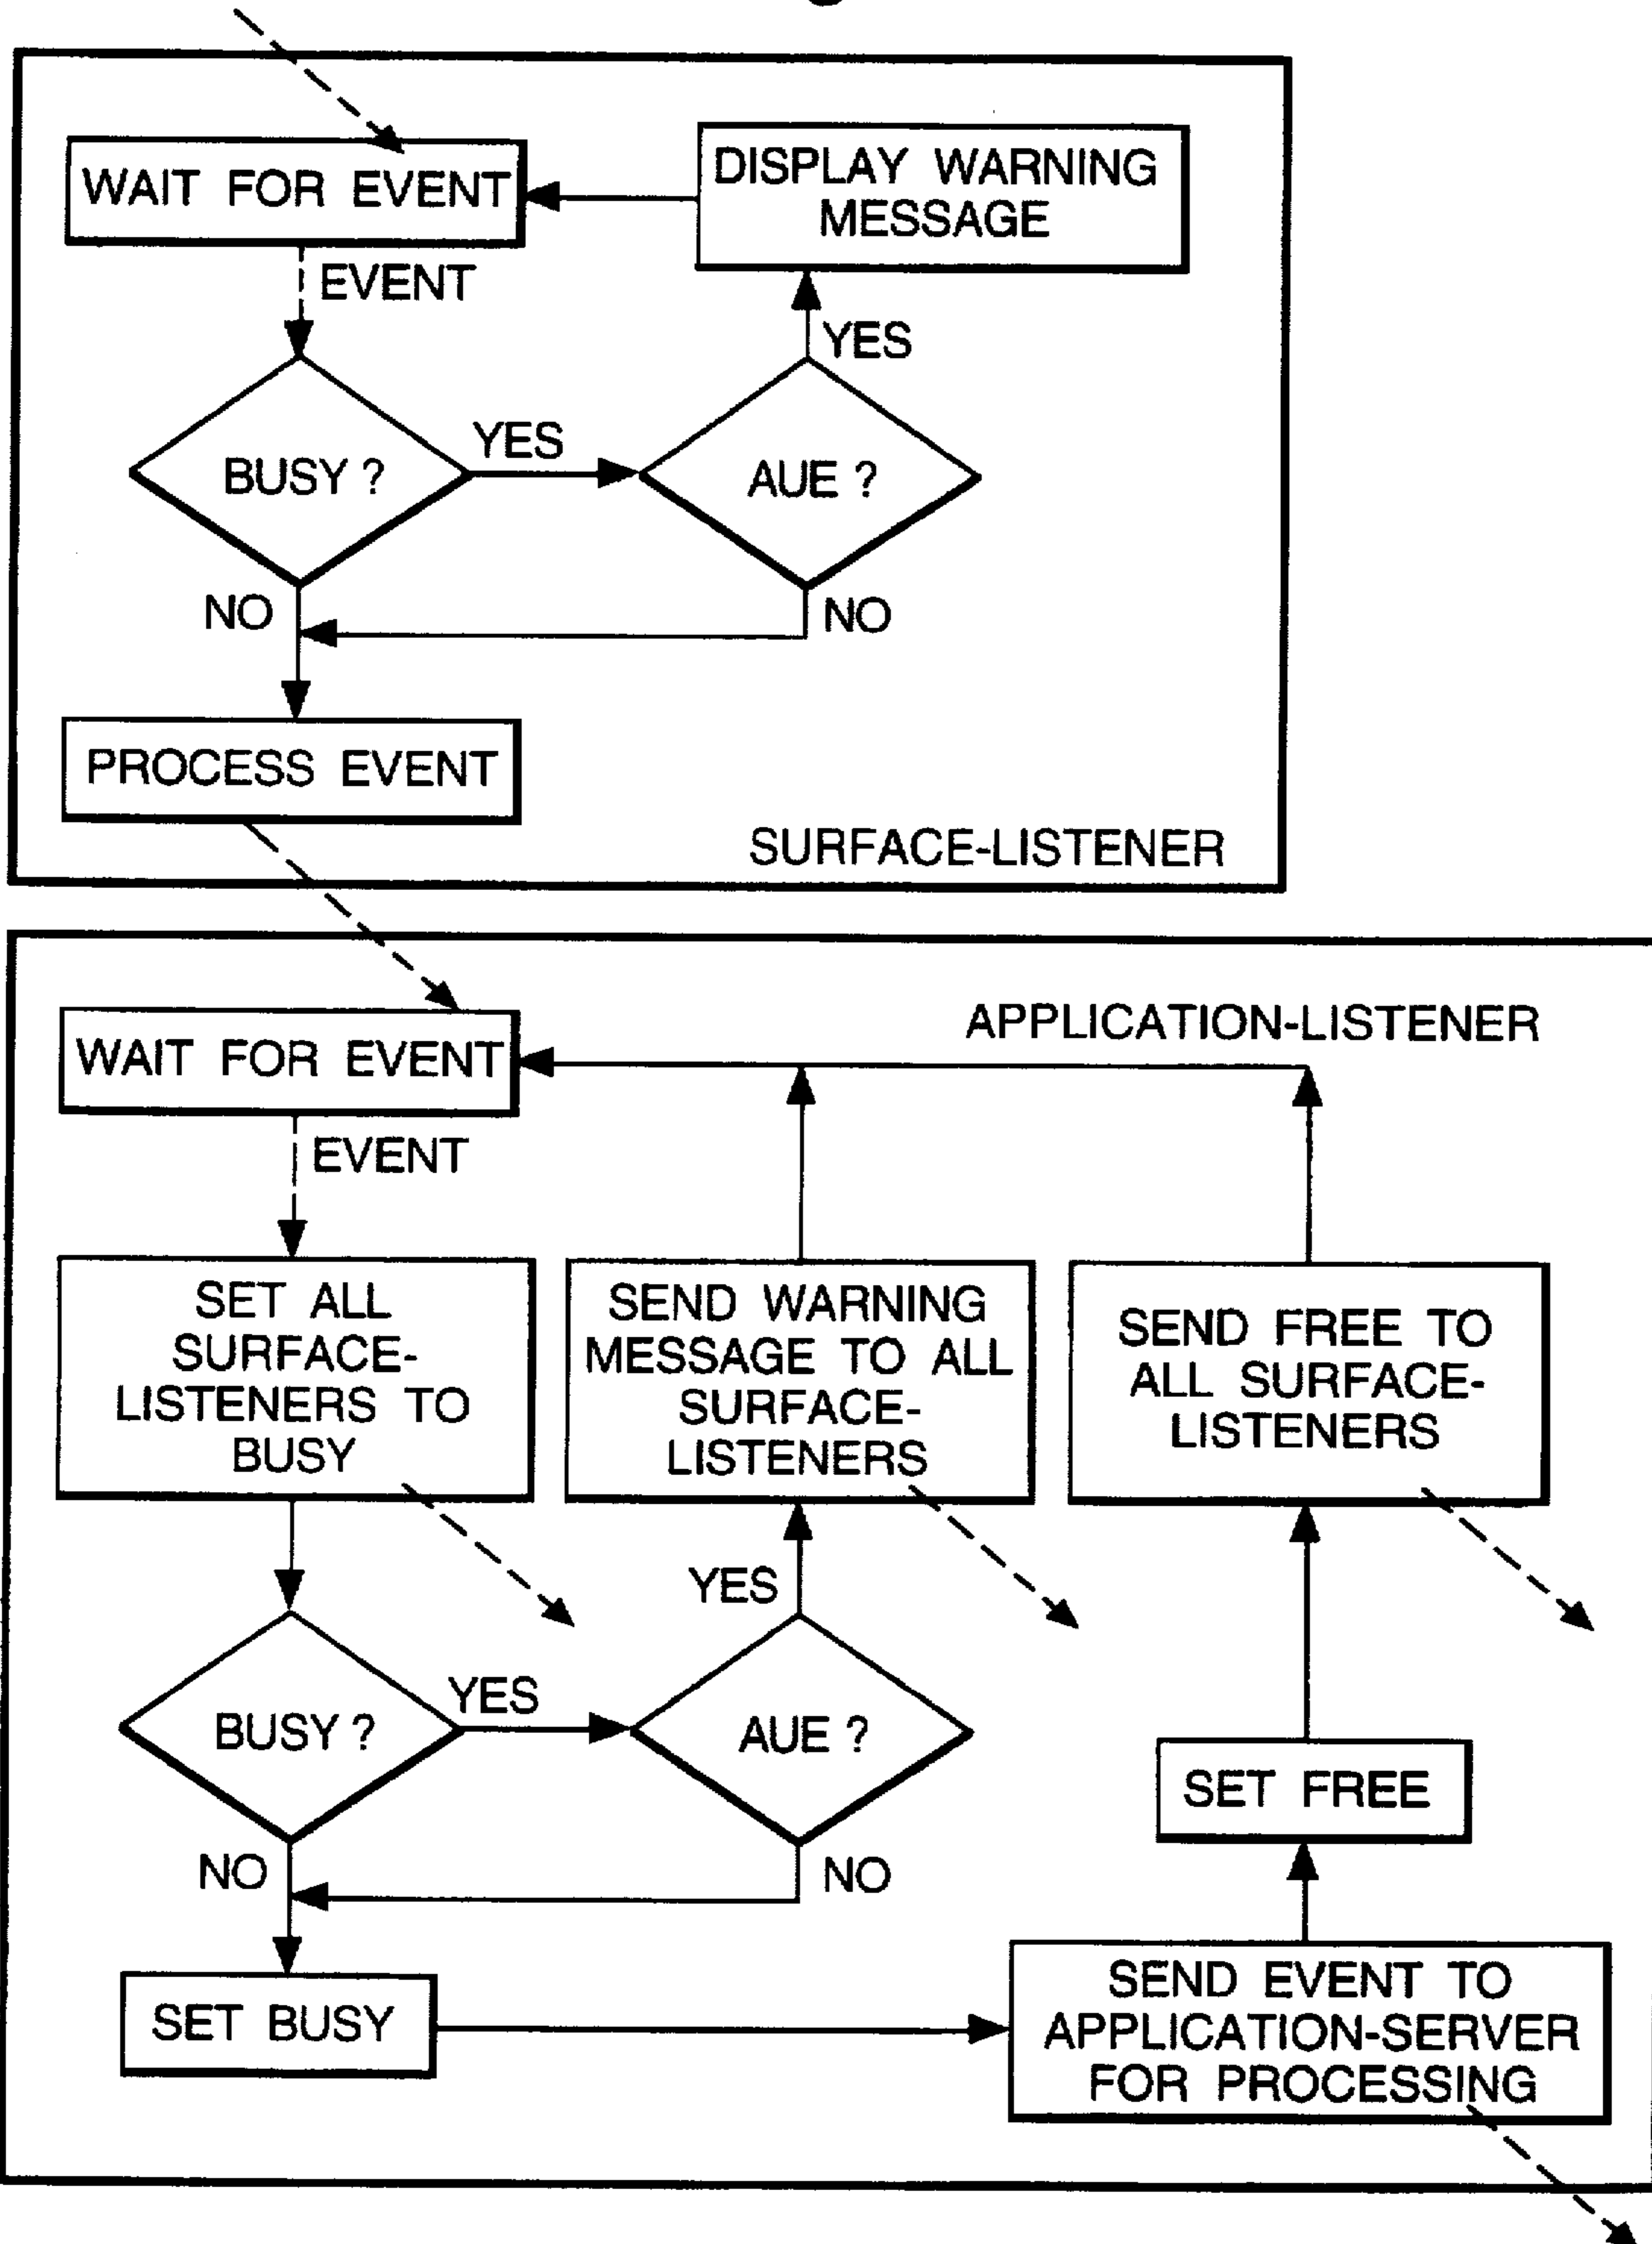 WAIT FOR EVENT
DISPLAY WARNING
MESSAGE
EVENT
YES
BUSY ?
YES
AUE ?
NO
NO
PROCESS EVENT
SURFACE-LISTENER
APPLICATION-LISTENER
WAIT FOR EVENT
EVENT
SET ALL
SURFACE-
LISTENERS TO
BUSY
SEND WARNING
MESSAGE TO ALL
SURFACE-
LISTENERS
SEND FREE TO
ALL SURFACE-
LISTENERS
YES
BUSY ?
YES
AUE ?
SET FREE
NO
NO
SET BUSY
SEND EVENT TO
APPLICATION-SERVER
FOR PROCESSING